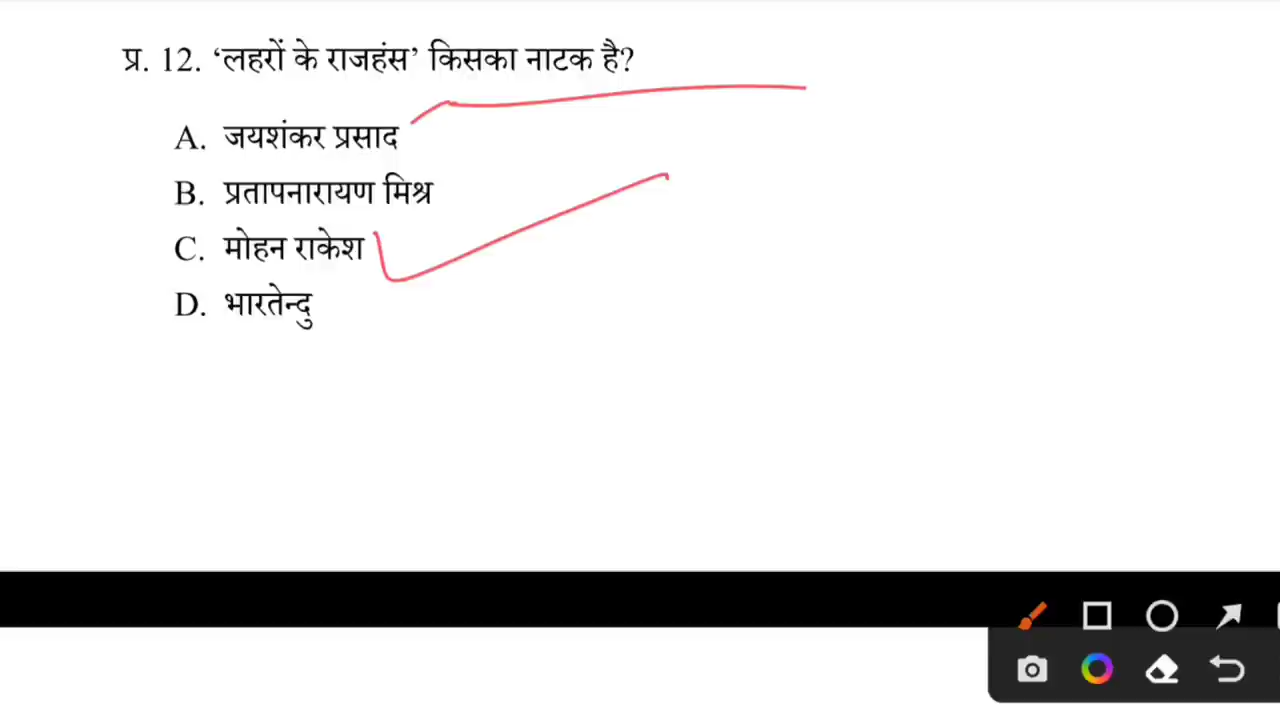 प्र. 12. ‘लहरों के राजहंस’ किसका नाटक है?
A. जयशंकर प्रसाद
B. प्रतापनारायण मिश्र
C. मोहन राकेश
D. भारतेन्दु